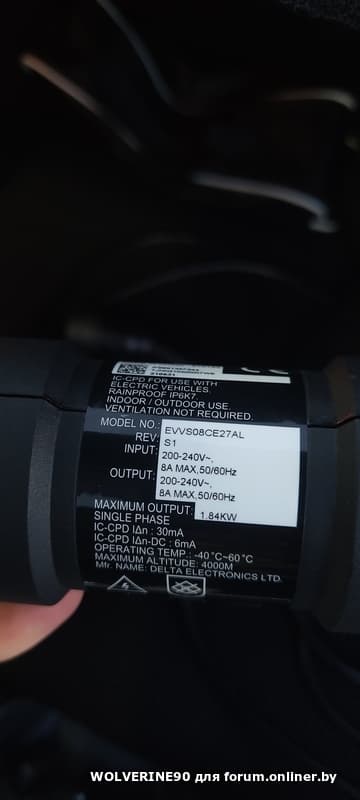 IC-CPD FOR USE WITH
ELECTRIC VEHICLES.
RAINPROOF IP6K7.
INDOOR / OUTDOOR USE.
VENTILATION NOT REQUIRED.
MODEL NO.: EVVS08CE27AL
REV: S1
INPUT: 200-240V~,
8A MAX,50/60Hz
OUTPUT: 200-240V~,
8A MAX,50/60Hz
MAXIMUM OUTPUT: 1.84KW
SINGLE PHASE
IC-CPD IΔn : 30mA
IC-CPD IΔn-DC : 6mA
OPERATING TEMP.: -40°C~60°C
MAXIMUM ALTITUDE: 4000M
Mfr. NAME: DELTA ELECTRONICS LTD.
WOLVERINE90 для forum.onliner.by